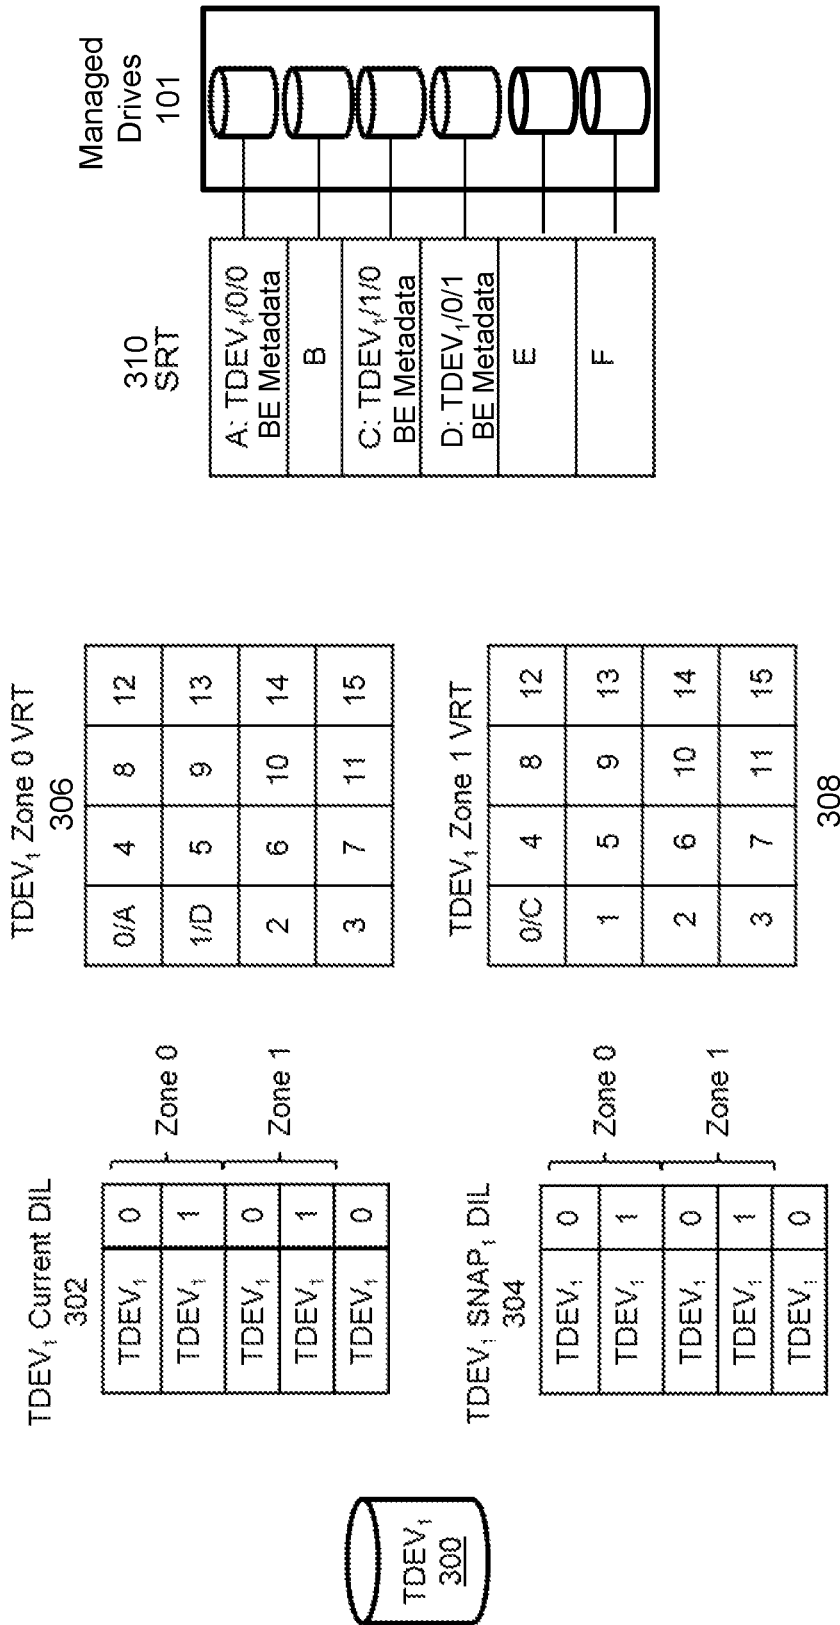 TDEV₁
300
TDEV₁ Current DIL
302
TDEV₁ 0
TDEV₁ 1
TDEV₁ 0
TDEV₁ 1
TDEV₁ 0
Zone 0
Zone 1
TDEV₁ SNAP₁ DIL
304
TDEV₁ 0
TDEV₁ 1
TDEV₁ 0
TDEV₁ 1
TDEV₁ 0
Zone 0
Zone 1
TDEV₁ Zone 0 VRT
306
0/A 4 8 12
1/D 5 9 13
2 6 10 14
3 7 11 15
TDEV₁ Zone 1 VRT
0/C 4 8 12
1 5 9 13
2 6 10 14
3 7 11 15
308
310
SRT
A: TDEV₁/0/0
BE Metadata
B
C: TDEV₁/1/0
BE Metadata
D: TDEV₁/0/1
BE Metadata
E
F
Managed
Drives
101